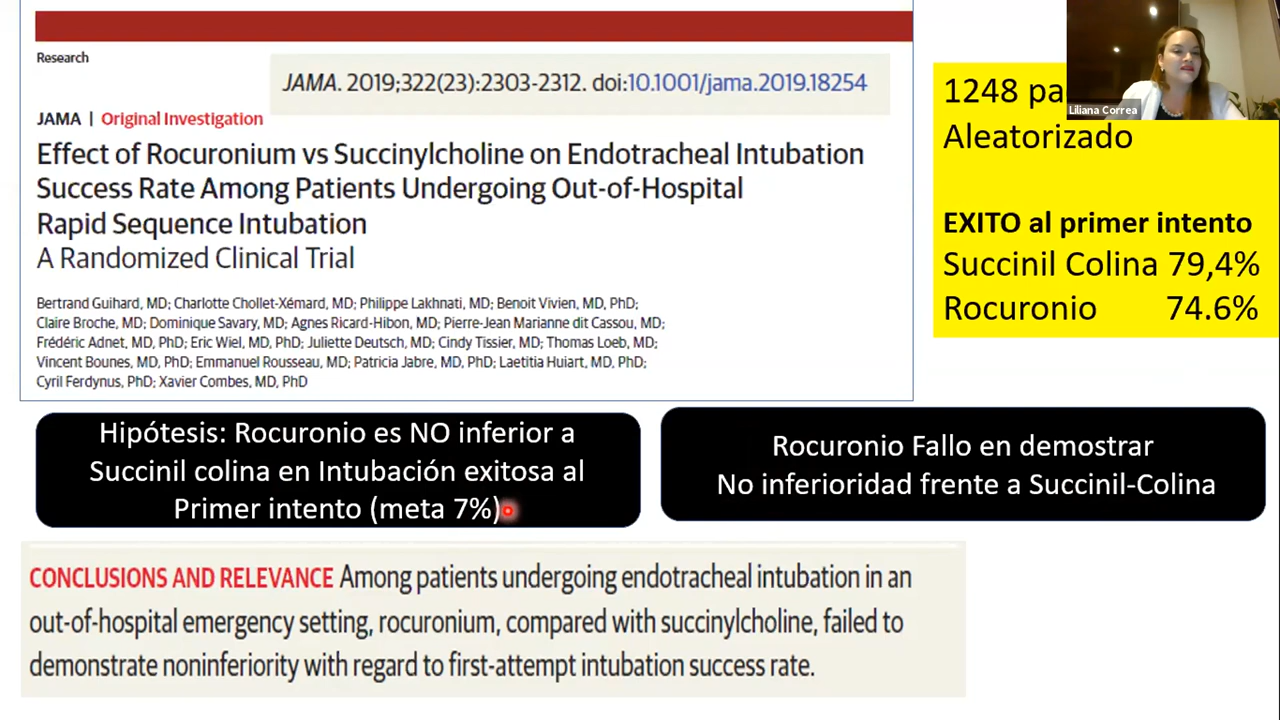 Research
JAMA. 2019;322(23):2303-2312. doi:10.1001/jama.2019.18254
JAMA | Original Investigation
Effect of Rocuronium vs Succinylcholine on Endotracheal Intubation
Success Rate Among Patients Undergoing Out-of-Hospital
Rapid Sequence Intubation
A Randomized Clinical Trial
Bertrand Guihard, MD; Charlotte Chollet-Xémard, MD; Philippe Lakhnati, MD; Benoit Vivien, MD, PhD;
Claire Broche, MD; Dominique Savary, MD; Agnes Ricard-Hibon, MD; Pierre-Jean Marianne dit Cassou, MD;
Frédéric Adnet, MD, PhD; Eric Wiel, MD, PhD; Juliette Deutsch, MD; Cindy Tissier, MD; Thomas Loeb, MD;
Vincent Bounes, MD, PhD; Emmanuel Rousseau, MD; Patricia Jabre, MD, PhD; Laetitia Huiart, MD, PhD;
Cyril Ferdynus, PhD; Xavier Combes, MD, PhD
1248 pa
Liliana Correa
Aleatorizado
EXITO al primer intento
Succinil Colina 79,4%
Rocuronio 74.6%
Hipótesis: Rocuronio es NO inferior a
Succinil colina en Intubación exitosa al
Primer intento (meta 7%)
Rocuronio Fallo en demostrar
No inferioridad frente a Succinil-Colina
CONCLUSIONS AND RELEVANCE Among patients undergoing endotracheal intubation in an
out-of-hospital emergency setting, rocuronium, compared with succinylcholine, failed to
demonstrate noninferiority with regard to first-attempt intubation success rate.